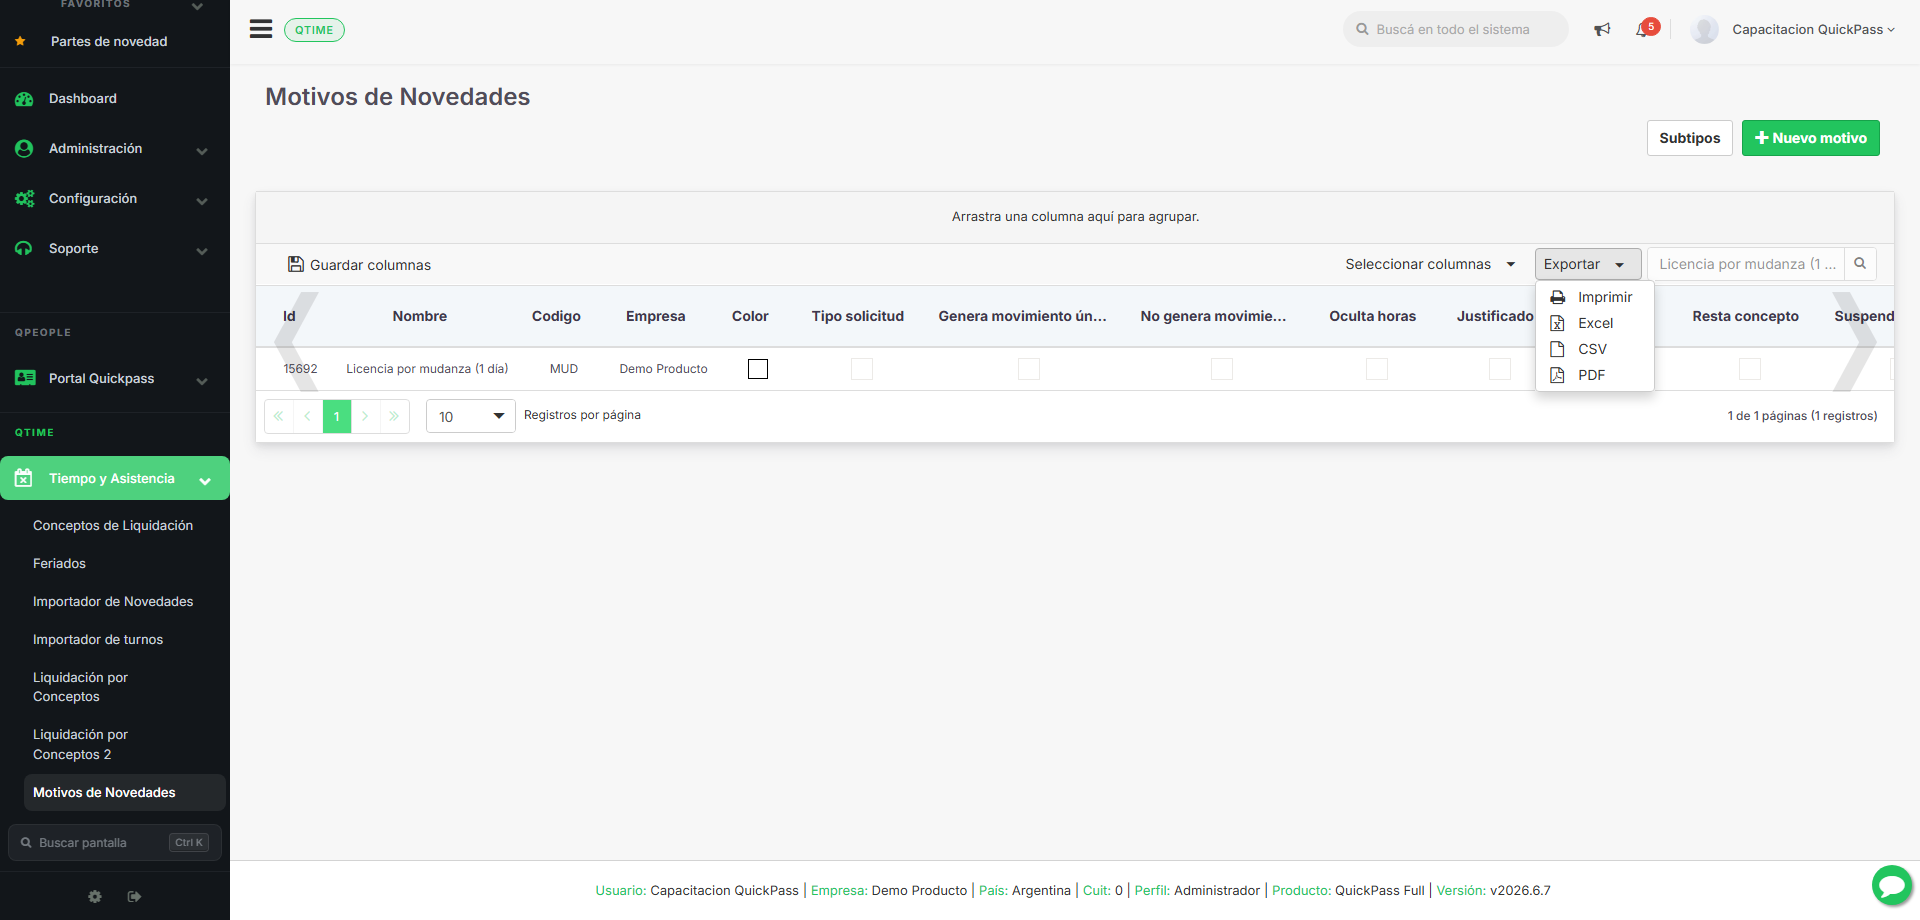 FAVORITOS
Partes de novedad
Dashboard
Administración
Configuración
Soporte
QPEOPLE
Portal Quickpass
QTIME
Tiempo y Asistencia
Conceptos de Liquidación
Feriados
Importador de Novedades
Importador de turnos
Liquidación por
Conceptos
Liquidación por
Conceptos 2
Motivos de Novedades
Buscar pantalla Ctrl K
QTIME
Buscá en todo el sistema
5
Capacitacion QuickPass
Motivos de Novedades
Subtipos
Nuevo motivo
Arrastra una columna aquí para agrupar.
Guardar columnas
Seleccionar columnas
Exportar
Licencia por mudanza (1 ...
Imprimir
Excel
CSV
PDF
Id Nombre Codigo Empresa Color Tipo solicitud Genera movimiento ún... No genera movimie... Oculta horas Justificado Resta concepto Suspend
15692 Licencia por mudanza (1 día) MUD Demo Producto
« ‹ 1 › » 10 Registros por página
1 de 1 páginas (1 registros)
Usuario: Capacitacion QuickPass | Empresa: Demo Producto | País: Argentina | Cuit: 0 | Perfil: Administrador | Producto: QuickPass Full | Versión: v2026.6.7